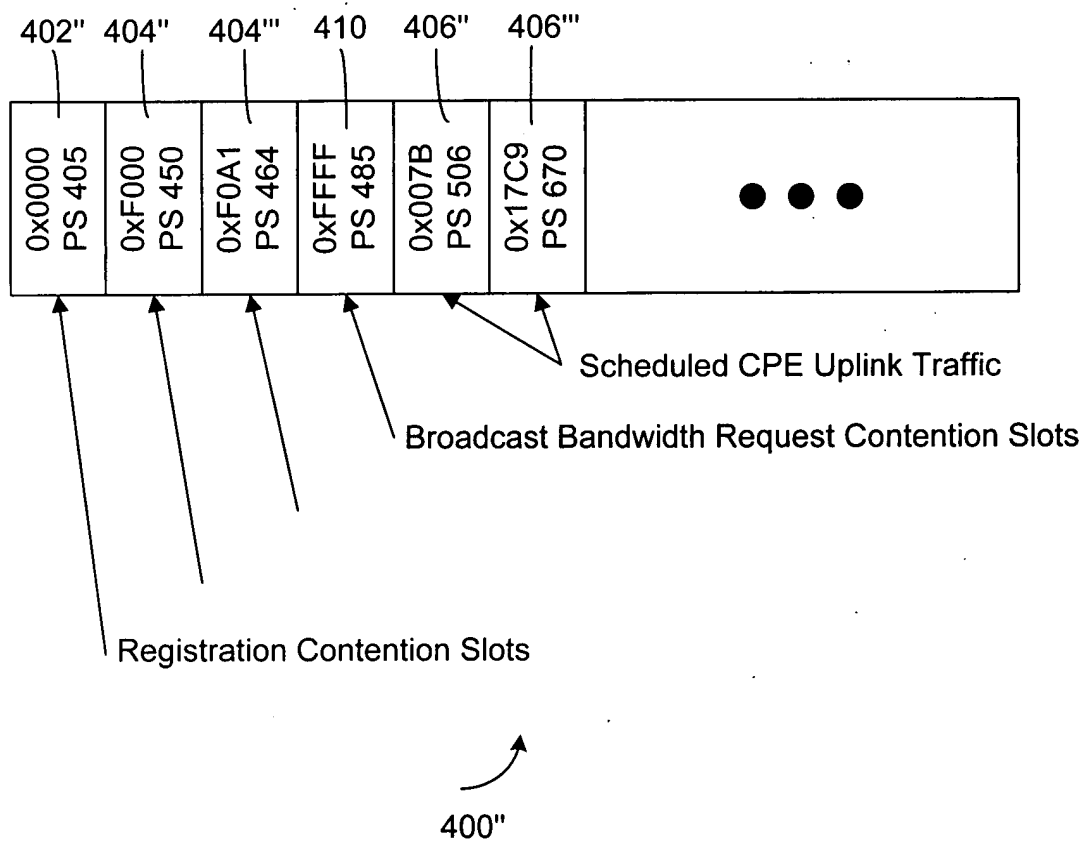 402" 404" 404''' 410 406" 406'''
0x0000
PS 405
0xF000
PS 450
0xF0A1
PS 464
0xFFFF
PS 485
0x007B
PS 506
0x17C9
PS 670
Scheduled CPE Uplink Traffic
Broadcast Bandwidth Request Contention Slots
Registration Contention Slots
400"